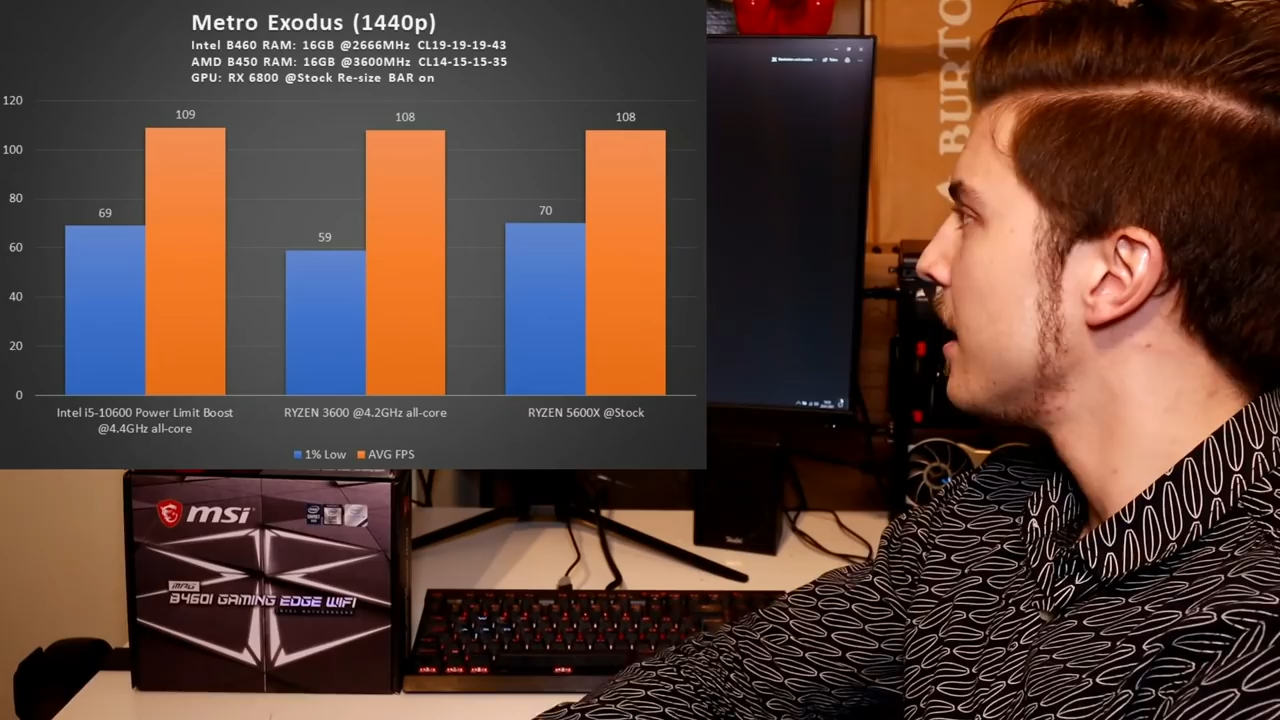 Metro Exodus (1440p)
Intel B460 RAM: 16GB @2666MHz CL19-19-19-43
AMD B450 RAM: 16GB @3600MHz CL14-15-15-35
GPU: RX 6800 @Stock Re-size BAR on
120
100
80
60
40
20
0
69
109
59
108
70
108
Intel i5-10600 Power Limit Boost
@4.4GHz all-core
RYZEN 3600 @4.2GHz all-core
RYZEN 5600X @Stock
1% Low
AVG FPS
BURTO
msi
MPG
B460I GAMING EDGE WIFI
Teufel